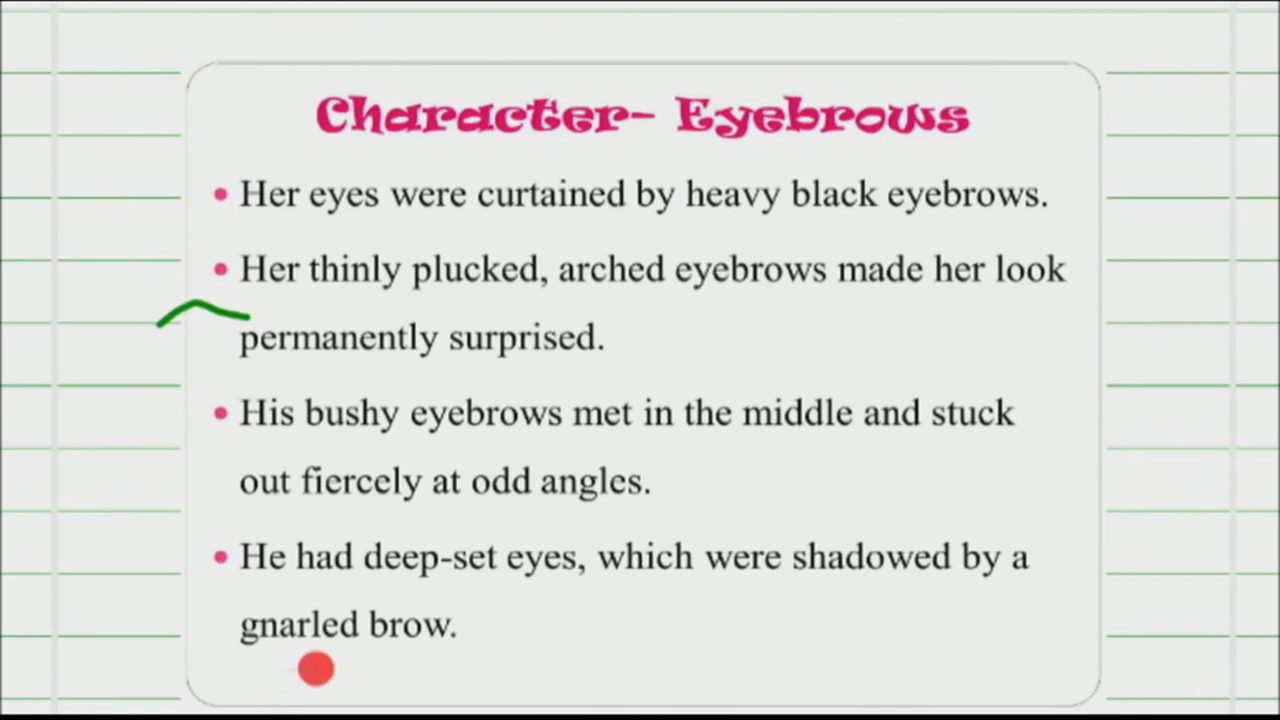 Character- Eyebrows
• Her eyes were curtained by heavy black eyebrows.
• Her thinly plucked, arched eyebrows made her look
permanently surprised.
• His bushy eyebrows met in the middle and stuck
out fiercely at odd angles.
• He had deep-set eyes, which were shadowed by a
gnarled brow.